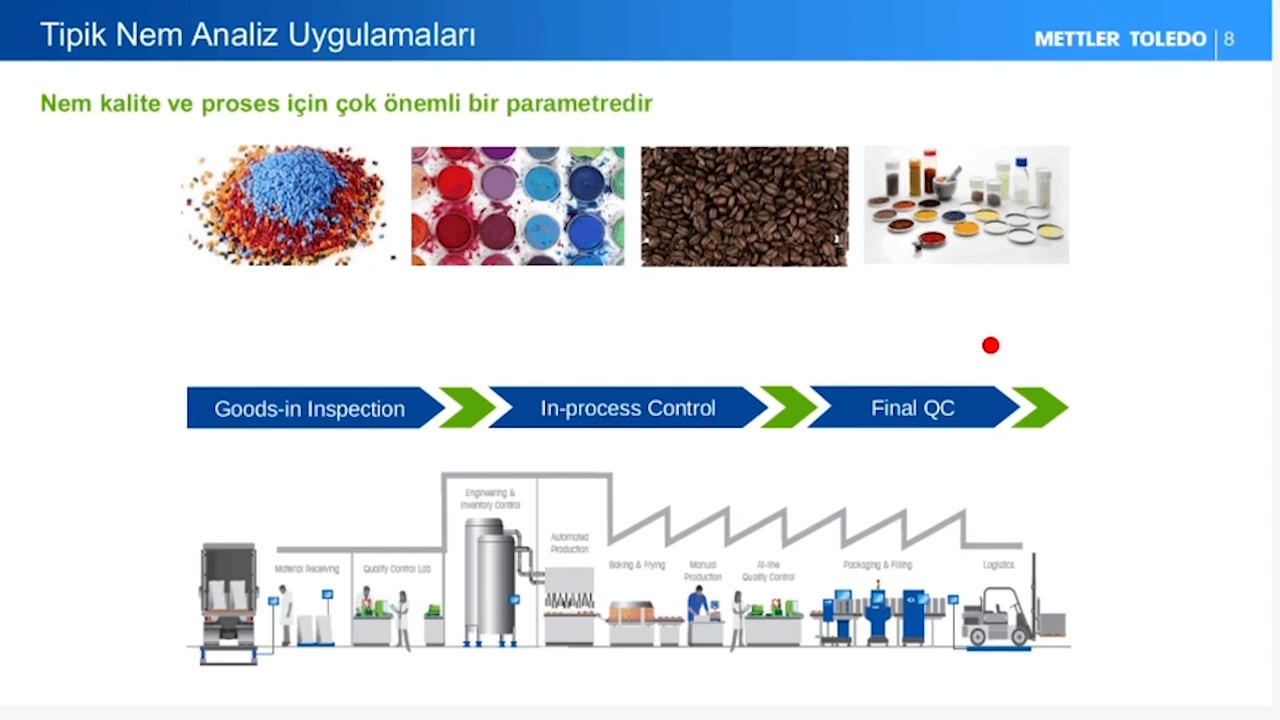 Tipik Nem Analiz Uygulamaları
METTLER TOLEDO 8
Nem kalite ve proses için çok önemli bir parametredir
Goods-in Inspection
In-process Control
Final QC
Engineering &
Inventory Control
Automated
Production
Material Receiving
Quality Control Lab
Baking & Frying
Manual
Production
At-line
Quality Control
Packaging & Filling
Logistics